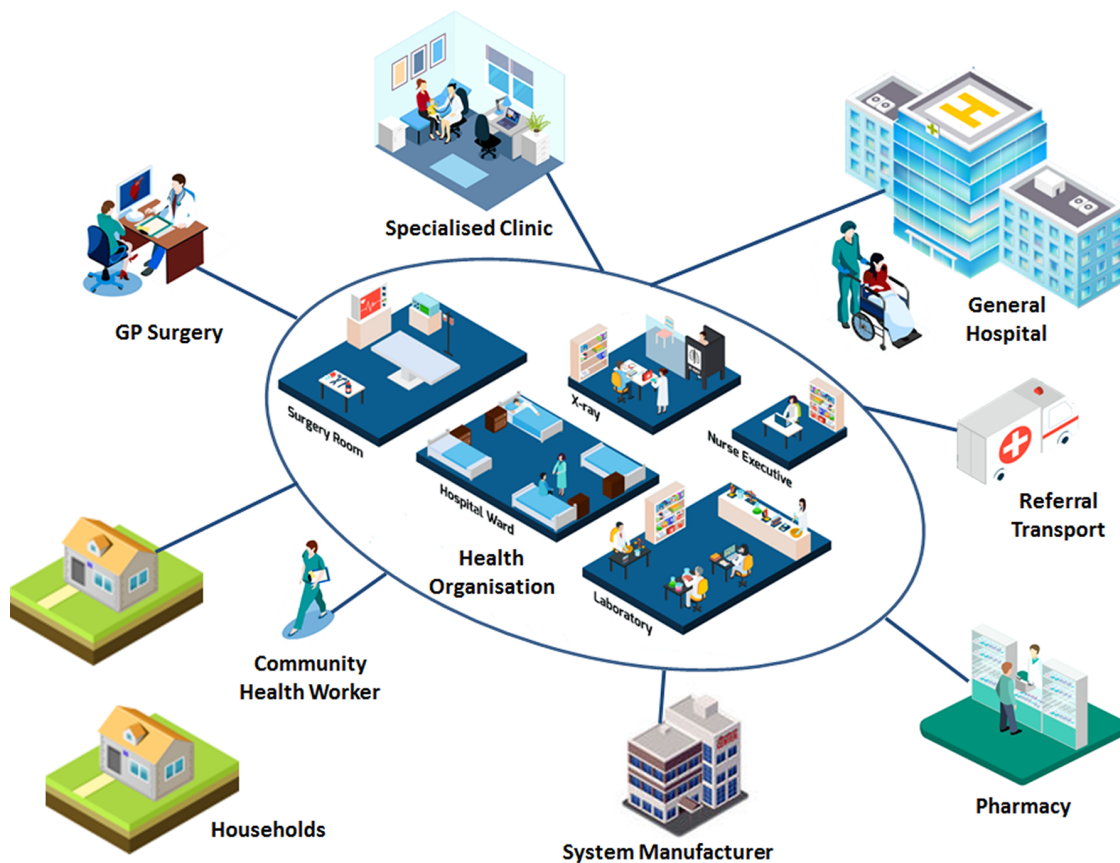 Specialised Clinic
H
General
Hospital
GP Surgery
Surgery Room
X-ray
Nurse Executive
Hospital Ward
Health
Organisation
Laboratory
Referral
Transport
Community
Health Worker
Households
System Manufacturer
Pharmacy